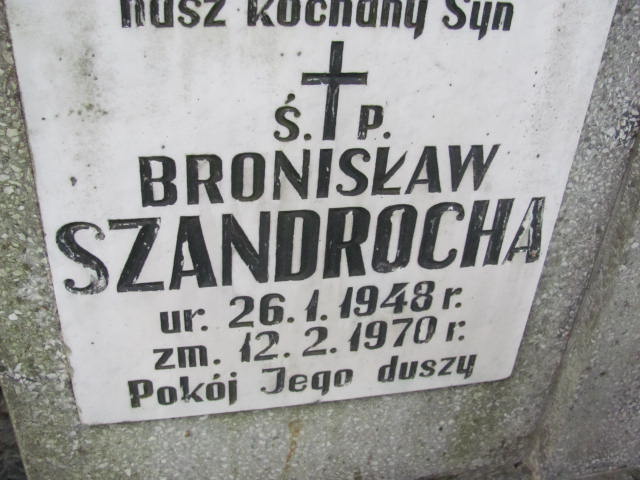 nasz kochany Syn
Ś. P.
BRONISŁAW
SZANDROCHA
ur. 26. 1. 1948 r.
zm. 12. 2. 1970 r.
Pokój Jego duszy